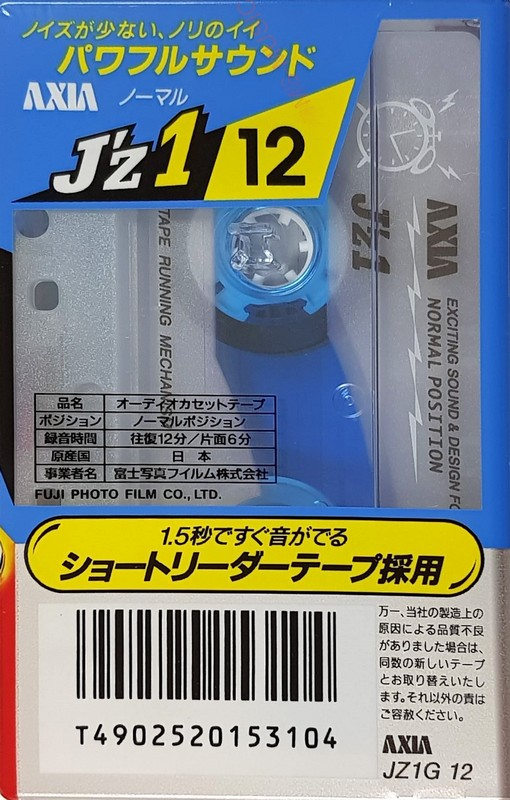 ノイズが少ない、ノリのイイ
パワフルサウンド
AXIA ノーマル
J'z1 12
AXIA
J'z1
EXCITING SOUND & DESIGN FO
NORMAL POSITION
TAPE RUNNING MECHAN
品名 オーディオカセットテープ
ポジション ノーマルポジション
録音時間 往復12分/片面6分
原産国 日本
事業者名 富士写真フイルム株式会社
FUJI PHOTO FILM CO., LTD.
1.5秒ですぐ音がでる
ショートリーダーテープ採用
万一、当社の製造上の
原因による品質不良
がありました場合は、
同数の新しいテープ
とお取り替えいたし
ます。それ以外の責は
ご容赦ください。
T4902520153104
AXIA
JZ1G 12